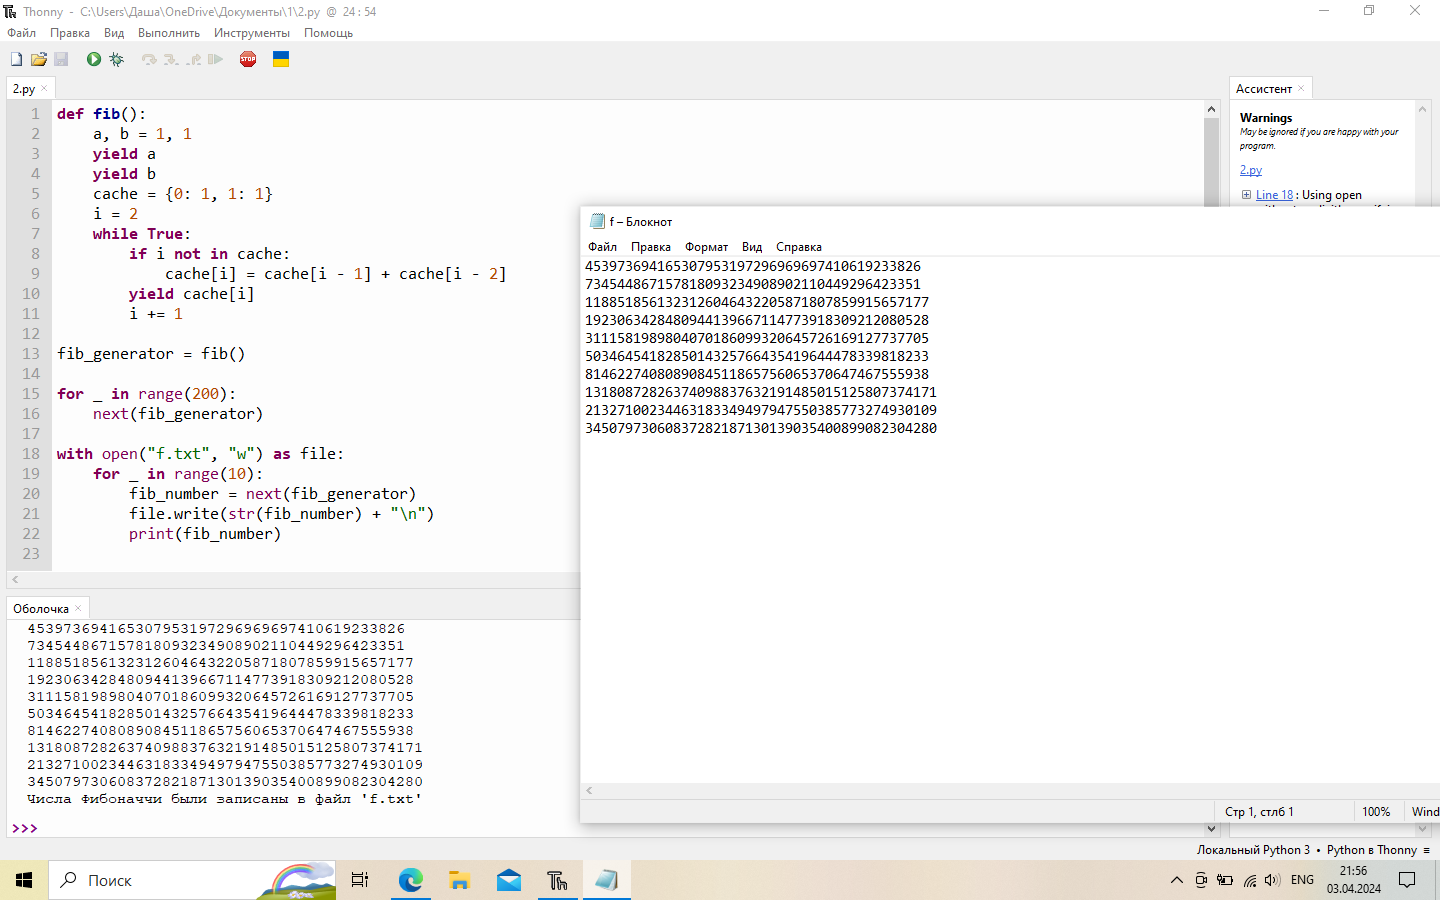 Thonny - C:\Users\Даша\OneDrive\Документы\1\2.py @ 24 : 54
Файл Правка Вид Выполнить Инструменты Помощь
STOP
2.py
1 def fib():
2 a, b = 1, 1
3 yield a
4 yield b
5 cache = {0: 1, 1: 1}
6 i = 2
7 while True:
8 if i not in cache:
9 cache[i] = cache[i - 1] + cache[i - 2]
10 yield cache[i]
11 i += 1
12
13 fib_generator = fib()
14
15 for _ in range(200):
16 next(fib_generator)
17
18 with open("f.txt", "w") as file:
19 for _ in range(10):
20 fib_number = next(fib_generator)
21 file.write(str(fib_number) + "\n")
22 print(fib_number)
23
Ассистент
Warnings
May be ignored if you are happy with your
program.
2.py
Line 18 : Using open
f – Блокнот
Файл Правка Формат Вид Справка
453973694165307953197296969697410619233826
734544867157818093234908902110449296423351
1188518561323126046432205871807859915657177
1923063428480944139667114773918309212080528
3111581989804070186099320645726169127737705
5034645418285014325766435419644478339818233
8146227408089084511865756065370647467555938
13180872826374098837632191485015125807374171
21327100234463183349497947550385773274930109
34507973060837282187130139035400899082304280
Стр 1, стлб 1 100% Wind
Оболочка
453973694165307953197296969697410619233826
734544867157818093234908902110449296423351
1188518561323126046432205871807859915657177
1923063428480944139667114773918309212080528
3111581989804070186099320645726169127737705
5034645418285014325766435419644478339818233
8146227408089084511865756065370647467555938
13180872826374098837632191485015125807374171
21327100234463183349497947550385773274930109
34507973060837282187130139035400899082304280
Числа Фибоначчи были записаны в файл 'f.txt'
>>>
Локальный Python 3 • Python в Thonny ≡
Поиск
ENG
21:56
03.04.2024